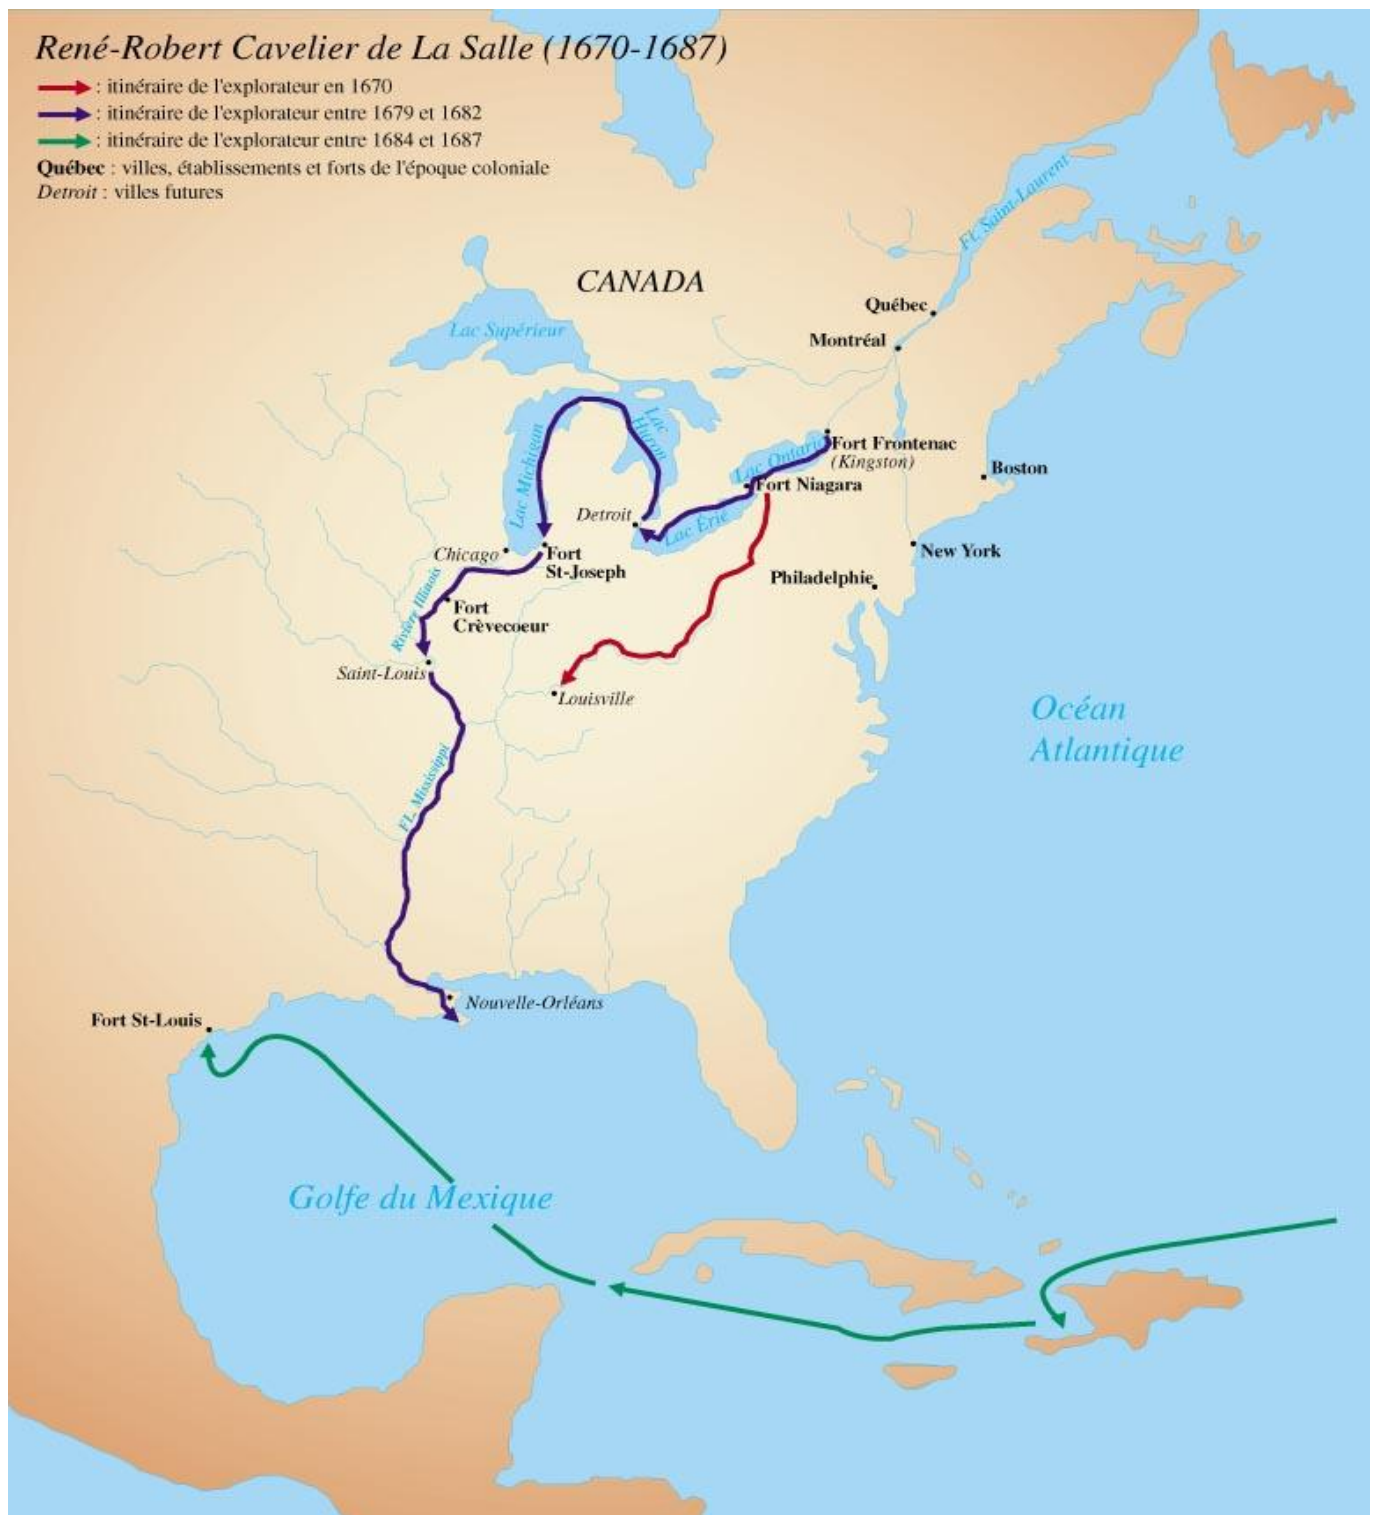 René-Robert Cavelier de La Salle (1670-1687)
: itinéraire de l'explorateur en 1670
: itinéraire de l'explorateur entre 1679 et 1682
: itinéraire de l'explorateur entre 1684 et 1687
Québec : villes, établissements et forts de l'époque coloniale
Detroit : villes futures
Fl. Saint-Laurent
CANADA
Québec
Montréal
Lac Supérieur
Lac Michigan
Lac
Huron
Lac Ontario
Fort Frontenac
(Kingston)
Boston
Fort Niagara
Detroit
Lac Érié
Chicago
Fort
St-Joseph
New York
Philadelphie
Rivière Illinois
Fort
Crèvecoeur
Saint-Louis
Louisville
Océan
Atlantique
FL. Mississippi
Nouvelle-Orléans
Fort St-Louis
Golfe du Mexique